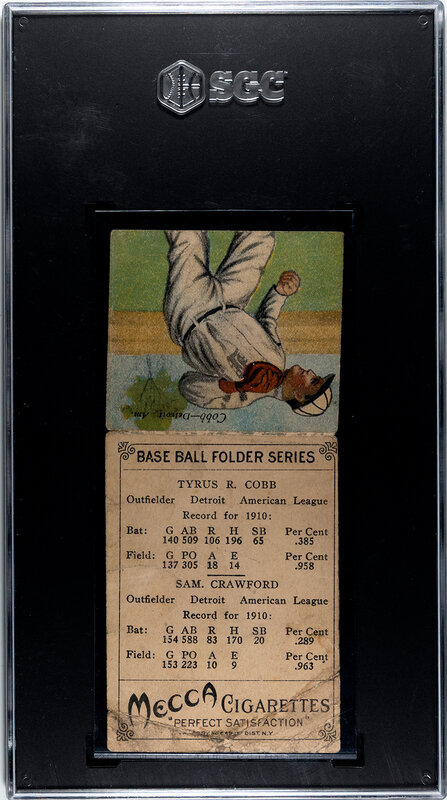 SGC
Cobb—Detroit, Am.
BASE BALL FOLDER SERIES
TYRUS R. COBB
Outfielder Detroit American League
Record for 1910:
Bat: G AB R H SB Per Cent
140 509 106 196 65 .385
Field: G PO A E Per Cent
137 305 18 14 .958
SAM. CRAWFORD
Outfielder Detroit American League
Record for 1910:
Bat: G AB R H SB Per Cent
154 588 83 170 20 .289
Field: G PO A E Per Cent
153 223 10 9 .963
MECCA CIGARETTES
"PERFECT SATISFACTION"
DIST. N.Y.